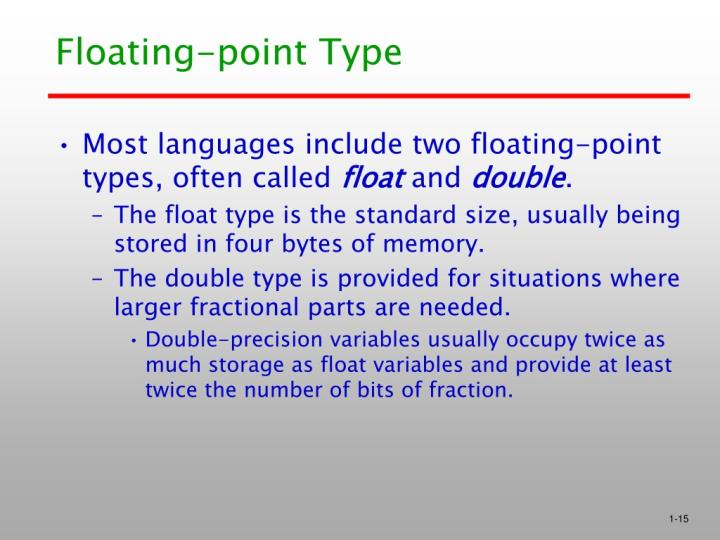 Floating-point Type
• Most languages include two floating-point
types, often called float and double.
– The float type is the standard size, usually being
stored in four bytes of memory.
– The double type is provided for situations where
larger fractional parts are needed.
• Double-precision variables usually occupy twice as
much storage as float variables and provide at least
twice the number of bits of fraction.
1-15